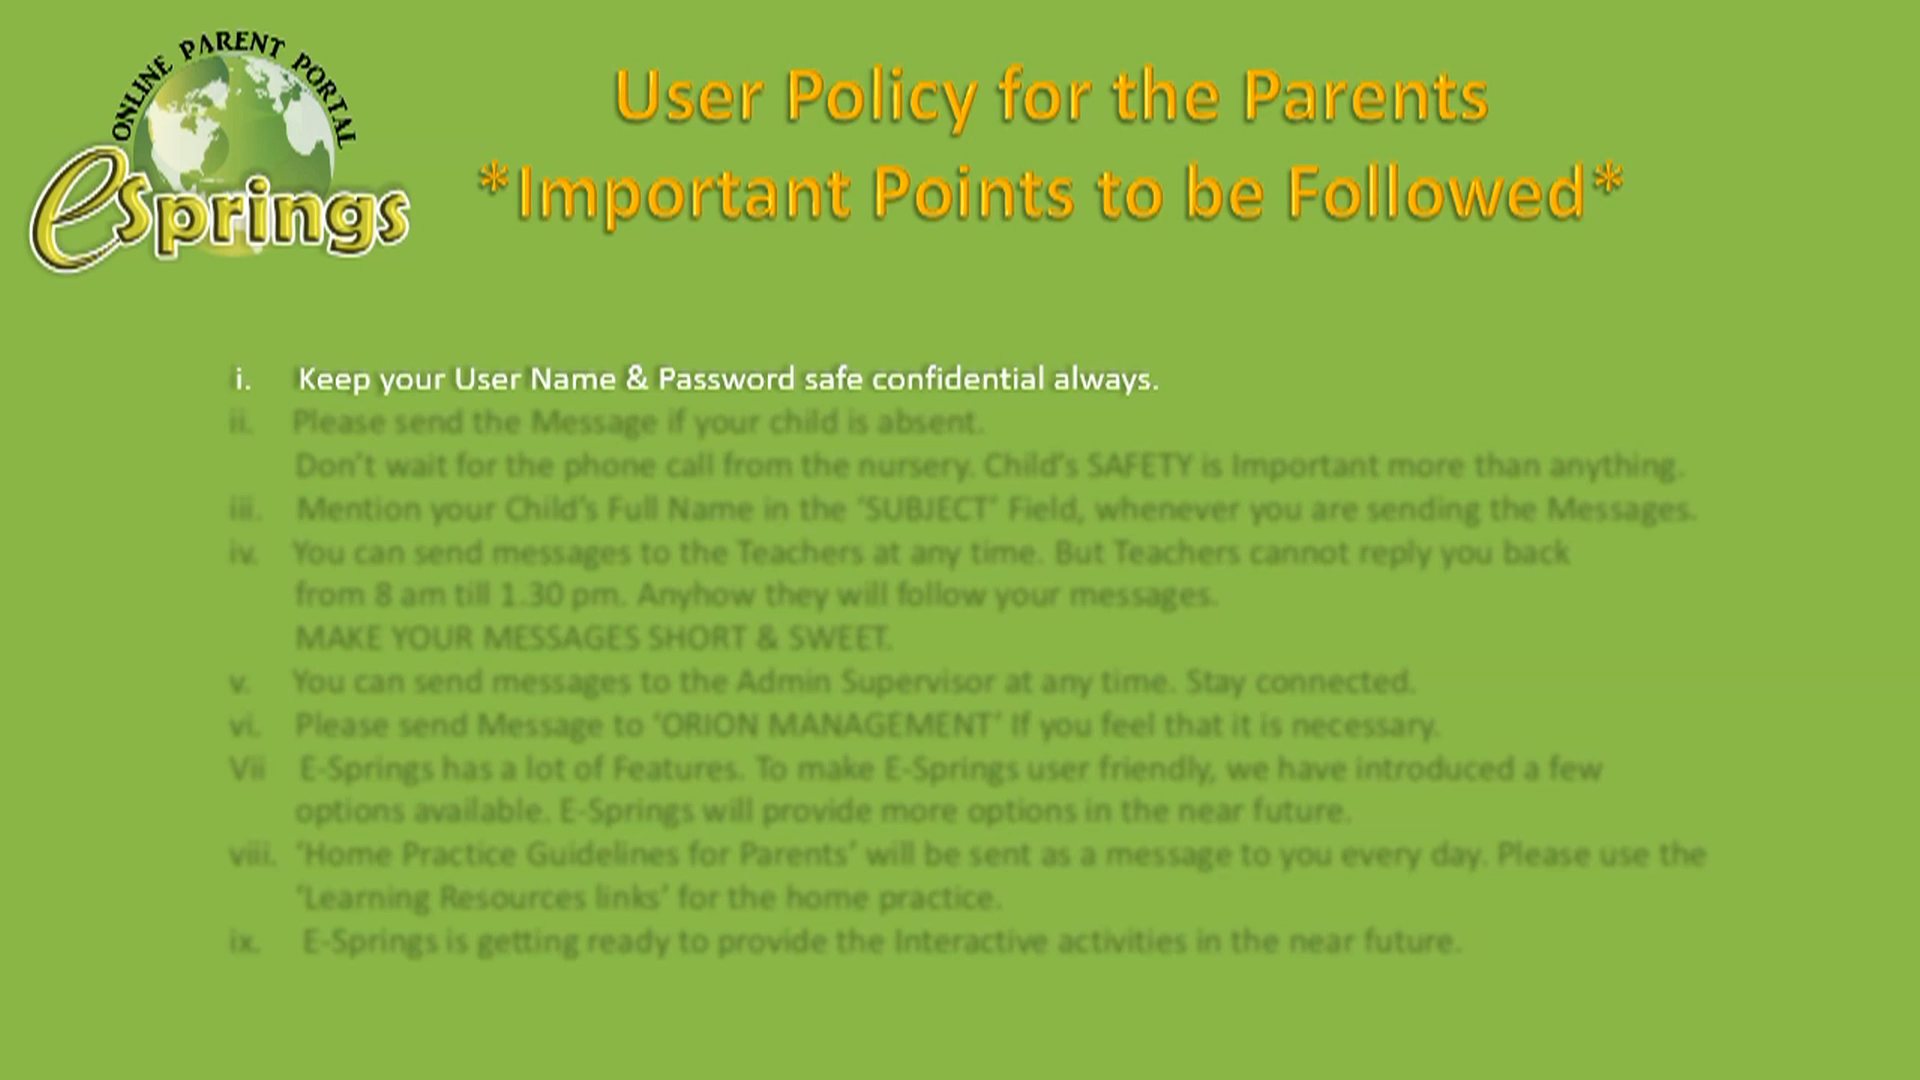 ONLINE PARENT PORTAL
eSprings
User Policy for the Parents
*Important Points to be Followed*
i. Keep your User Name & Password safe confidential always.
ii. Please send the Message if your child is absent.
Don't wait for the phone call from the nursery. Child's SAFETY is Important more than anything.
iii. Mention your Child's Full Name in the 'SUBJECT' Field, whenever you are sending the Messages.
iv. You can send messages to the Teachers at any time. But Teachers cannot reply you back
from 8 am till 1.30 pm. Anyhow they will follow your messages.
MAKE YOUR MESSAGES SHORT & SWEET.
v. You can send messages to the Admin Supervisor at any time. Stay connected.
vi. Please send Message to 'ORION MANAGEMENT' If you feel that it is necessary.
Vii E-Springs has a lot of Features. To make E-Springs user friendly, we have introduced a few
options available. E-Springs will provide more options in the near future.
viii. 'Home Practice Guidelines for Parents' will be sent as a message to you every day. Please use the
'Learning Resources links' for the home practice.
ix. E-Springs is getting ready to provide the Interactive activities in the near future.